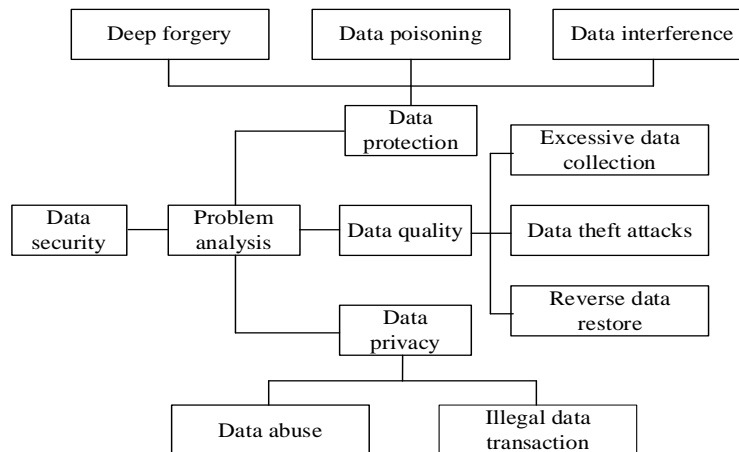 Deep forgery
Data poisoning
Data interference
Data
protection
Excessive data
collection
Data
security
Problem
analysis
Data quality
Data theft attacks
Reverse data
restore
Data
privacy
Data abuse
Illegal data
transaction